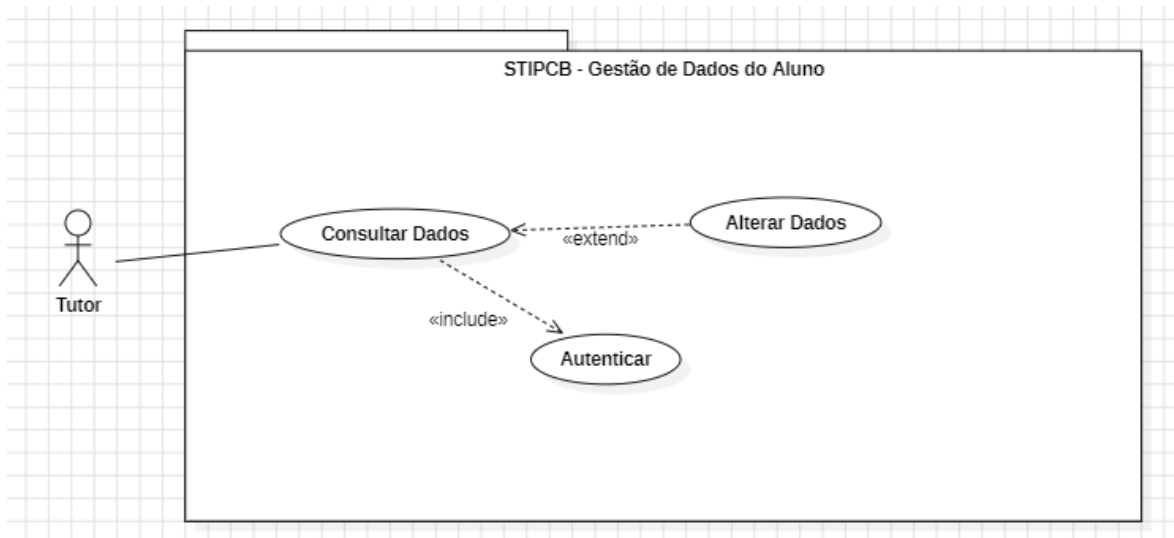 STIPCB - Gestão de Dados do Aluno
Consultar Dados
«extend»
Alterar Dados
Tutor
«include»
Autenticar